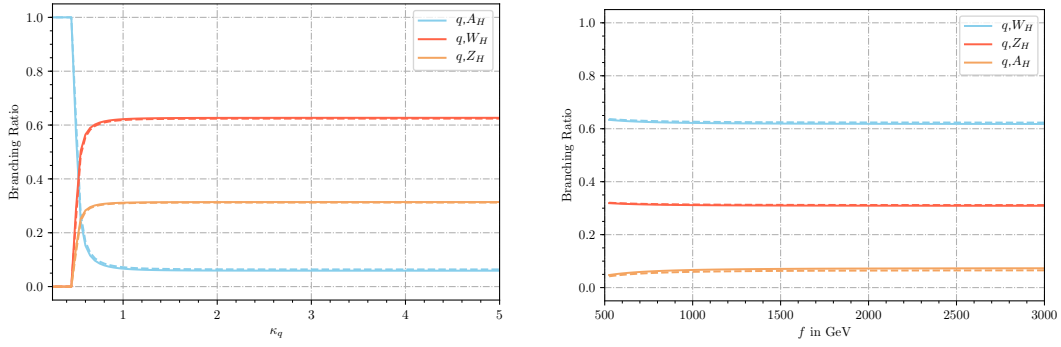 q,A_H
q,W_H
q,Z_H
Branching Ratio
1.0
0.8
0.6
0.4
0.2
0.0
1 2 3 4 5
κ_q
q,W_H
q,Z_H
q,A_H
Branching Ratio
1.0
0.8
0.6
0.4
0.2
0.0
500 1000 1500 2000 2500 3000
f in GeV